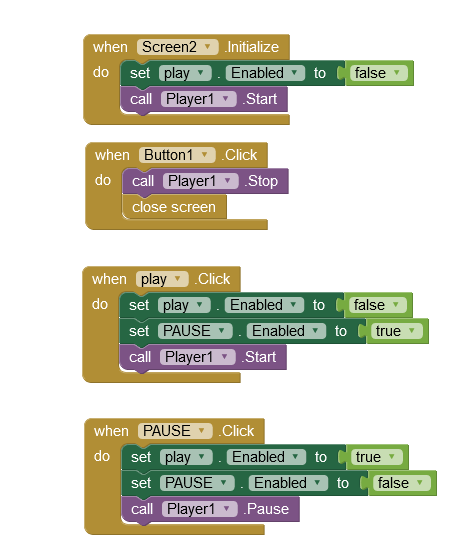 when Screen2 .Initialize
do set play . Enabled to false
call Player1 .Start
when Button1 .Click
do call Player1 .Stop
close screen
when play .Click
do set play . Enabled to false
set PAUSE . Enabled to true
call Player1 .Start
when PAUSE .Click
do set play . Enabled to true
set PAUSE . Enabled to false
call Player1 .Pause